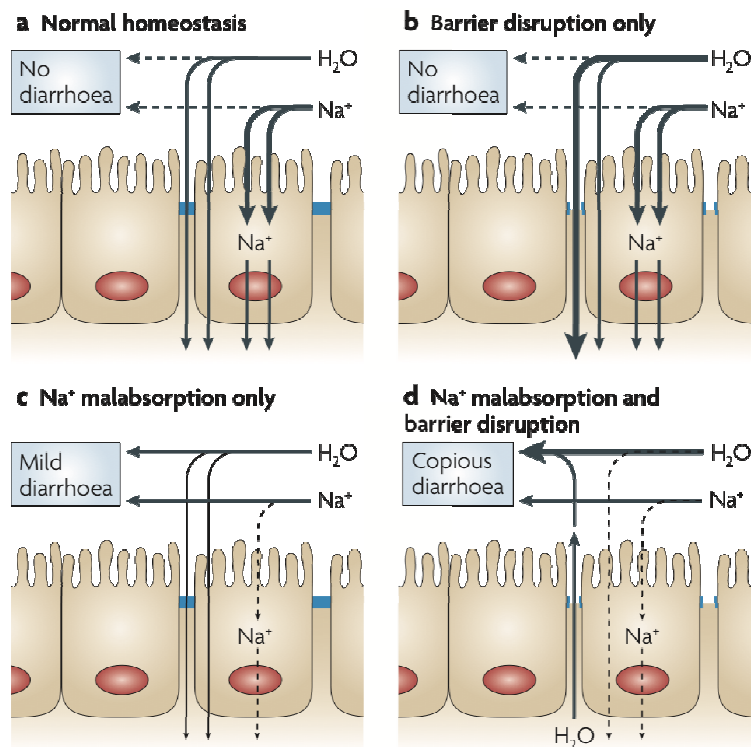 a Normal homeostasis
No
diarrhoea
H₂O
Na⁺
Na⁺
b Barrier disruption only
No
diarrhoea
H₂O
Na⁺
Na⁺
c Na⁺ malabsorption only
Mild
diarrhoea
H₂O
Na⁺
Na⁺
d Na⁺ malabsorption and
barrier disruption
Copious
diarrhoea
H₂O
Na⁺
Na⁺
H₂O